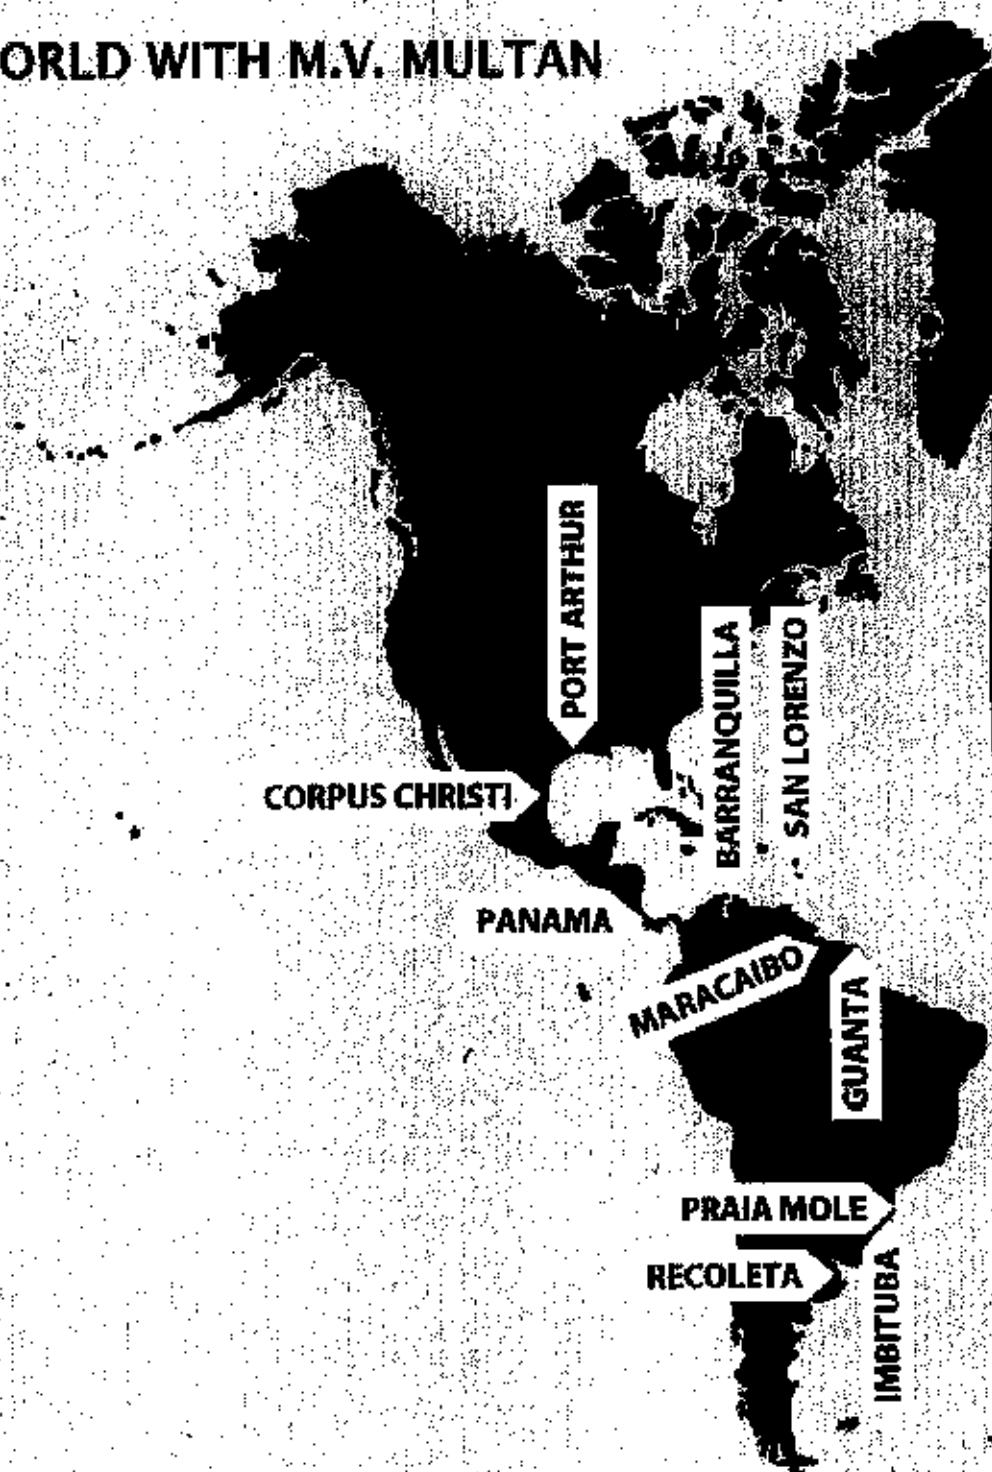 ORLD WITH M.V. MULTAN
PORT ARTHUR
BARRANQUILLA
SAN LORENZO
CORPUS CHRISTI
PANAMA
MARACAIBO
GUANTA
PRAIA MOLE
RECOLETA
IMBITUBA